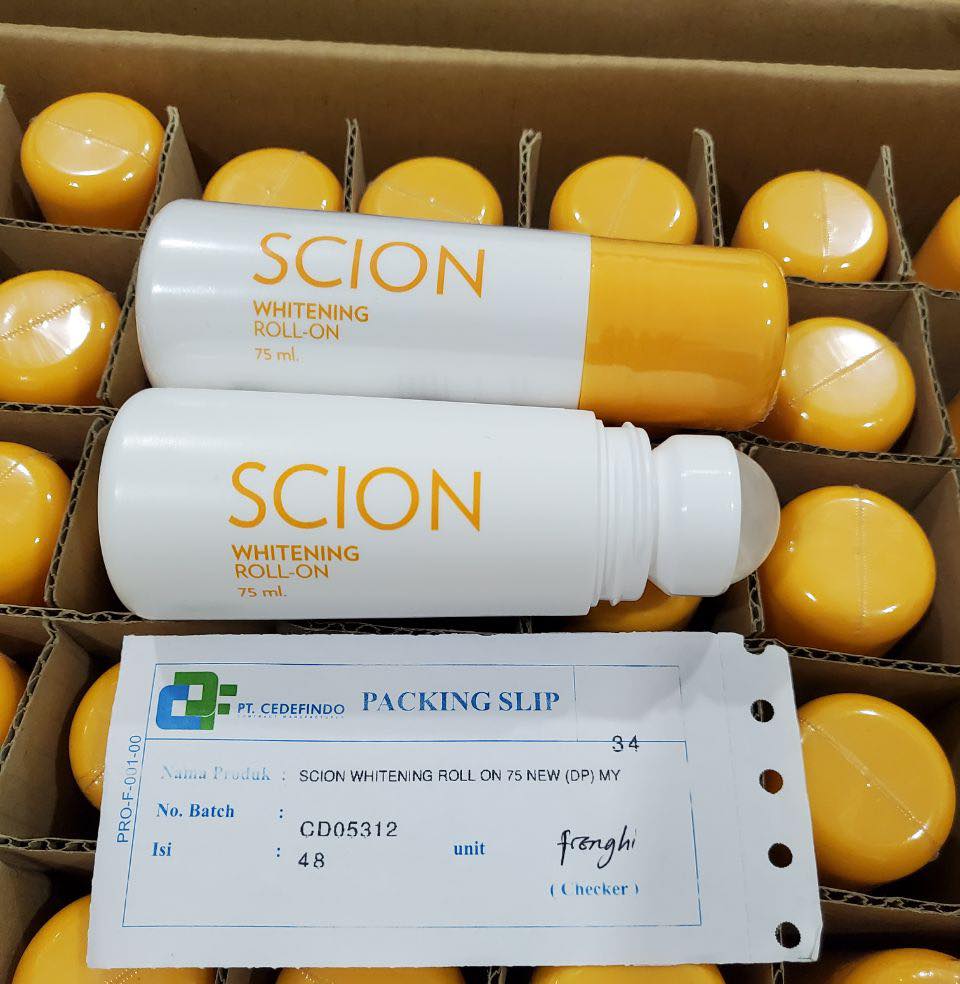 SCION
WHITENING
ROLL-ON
75 ml.
SCION
WHITENING
ROLL-ON
75 ml.
PT. CEDEFINDO
CONTRACT MANUFACTURER
PACKING SLIP
34
Nama Produk : SCION WHITENING ROLL ON 75 NEW (DP) MY
No. Batch : CD05312
Isi : 48 unit
frenghi
( Checker )
PRO-F-001-00